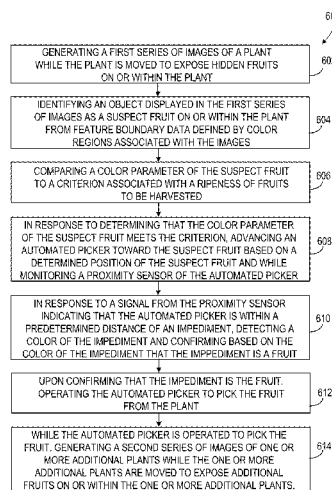 GENERATING A FIRST SERIES OF IMAGES OF A PLANT
WHILE THE PLANT IS MOVED TO EXPOSE HIDDEN FRUITS
ON OR WITHIN THE PLANT
IDENTIFYING AN OBJECT DISPLAYED IN THE FIRST SERIES
OF IMAGES AS A SUSPECT FRUIT ON OR WITHIN THE PLANT
FROM FEATURE BOUNDARY DATA DEFINED BY COLOR
REGIONS ASSOCIATED WITH THE IMAGES
604
COMPARING A COLOR PARAMETER OF THE SUSPECT FRUIT
TO A CRITERION ASSOCIATED WITH A RIPENESS OF FRUITS
TO BE HARVESTED
606
IN RESPONSE TO DETERMINING THAT THE COLOR PARAMETER
OF THE SUSPECT FRUIT MEETS THE CRITERION, ADVANCING AN
AUTOMATED PICKER TOWARD THE SUSPECT FRUIT BASED ON A
DETERMINED POSITION OF THE SUSPECT FRUIT AND WHILE
MONITORING A PROXIMITY SENSOR OF THE AUTOMATED PICKER
608
IN RESPONSE TO A SIGNAL FROM THE PROXIMITY SENSOR
INDICATING THAT THE AUTOMATED PICKER IS WITHIN A
PREDETERMINED DISTANCE OF AN IMPEDIMENT, DETECTING A
COLOR OF THE IMPEDIMENT AND CONFIRMING BASED ON THE
COLOR OF THE IMPEDIMENT THAT THE IMPPEDIMENT IS A FRUIT
610
UPON CONFIRMING THAT THE IMPEDIMENT IS THE FRUIT,
OPERATING THE AUTOMATED PICKER TO PICK THE FRUIT
FROM THE PLANT
612
WHILE THE AUTOMATED PICKER IS OPERATED TO PICK THE
FRUIT, GENERATING A SECOND SERIES OF IMAGES OF ONE OR
MORE ADDITIONAL PLANTS WHILE THE ONE OR MORE
ADDITIONAL PLANTS ARE MOVED TO EXPOSE ADDITIONAL
FRUITS ON OR WITHIN THE ONE OR MORE ADDITIONAL PLANTS.
614